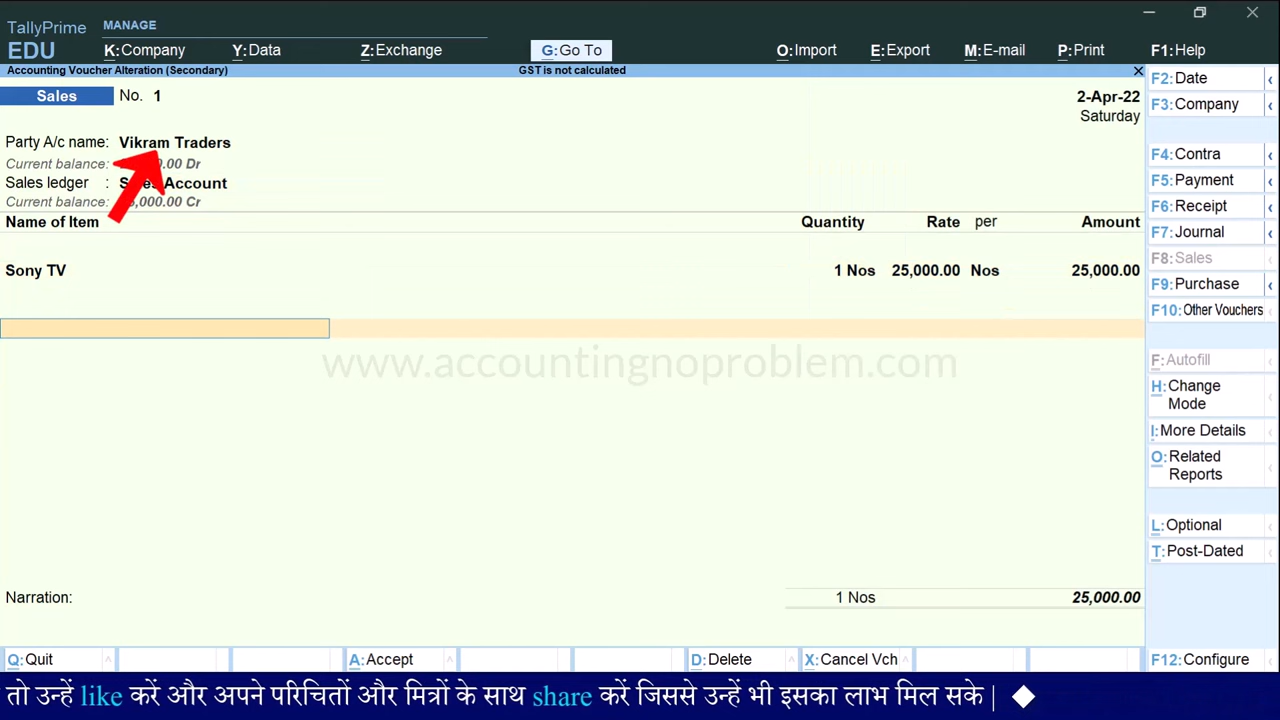 TallyPrime MANAGE
EDU K:Company Y:Data Z:Exchange G:Go To O:Import E:Export M:E-mail P:Print F1:Help
Accounting Voucher Alteration (Secondary) GST is not calculated
Sales No. 1 2-Apr-22
Saturday
Party A/c name: Vikram Traders
Current balance: 0.00 Dr
Sales ledger : Account
Current balance: 000.00 Cr
Name of Item Quantity Rate per Amount
Sony TV 1 Nos 25,000.00 Nos 25,000.00
www.accountingnoproblem.com
Narration: 1 Nos 25,000.00
F2:Date
F3:Company
F4:Contra
F5:Payment
F6:Receipt
F7:Journal
F8:Sales
F9:Purchase
F10:Other Vouchers
F:Autofill
H:Change
Mode
I:More Details
O:Related
Reports
L:Optional
T:Post-Dated
Q:Quit A:Accept D:Delete X:Cancel Vch F12:Configure
तो उन्हें like करें और अपने परिचितों और मित्रों के साथ share करें जिससे उन्हें भी इसका लाभ मिल सके |